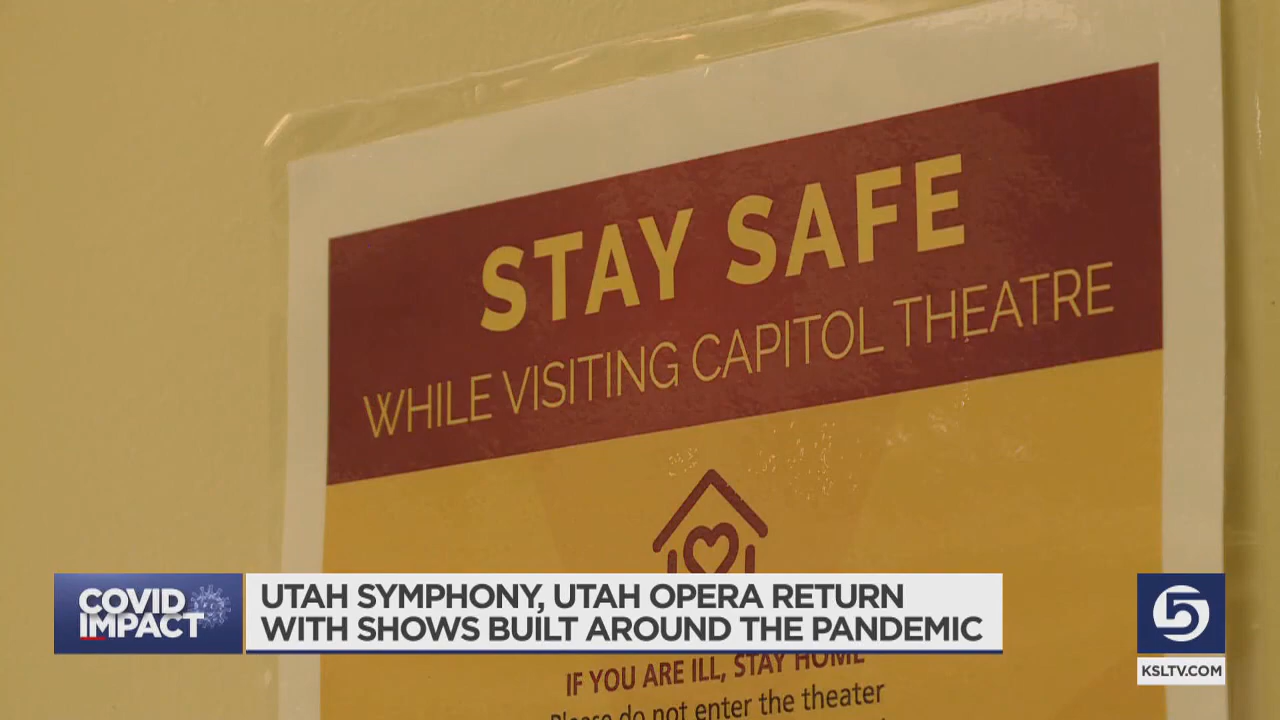 STAY SAFE
WHILE VISITING CAPITOL THEATRE
COVID
IMPACT
UTAH SYMPHONY, UTAH OPERA RETURN
WITH SHOWS BUILT AROUND THE PANDEMIC
5
KSLTV.COM
IF YOU ARE ILL, STAY HOME
Please do not enter the theater